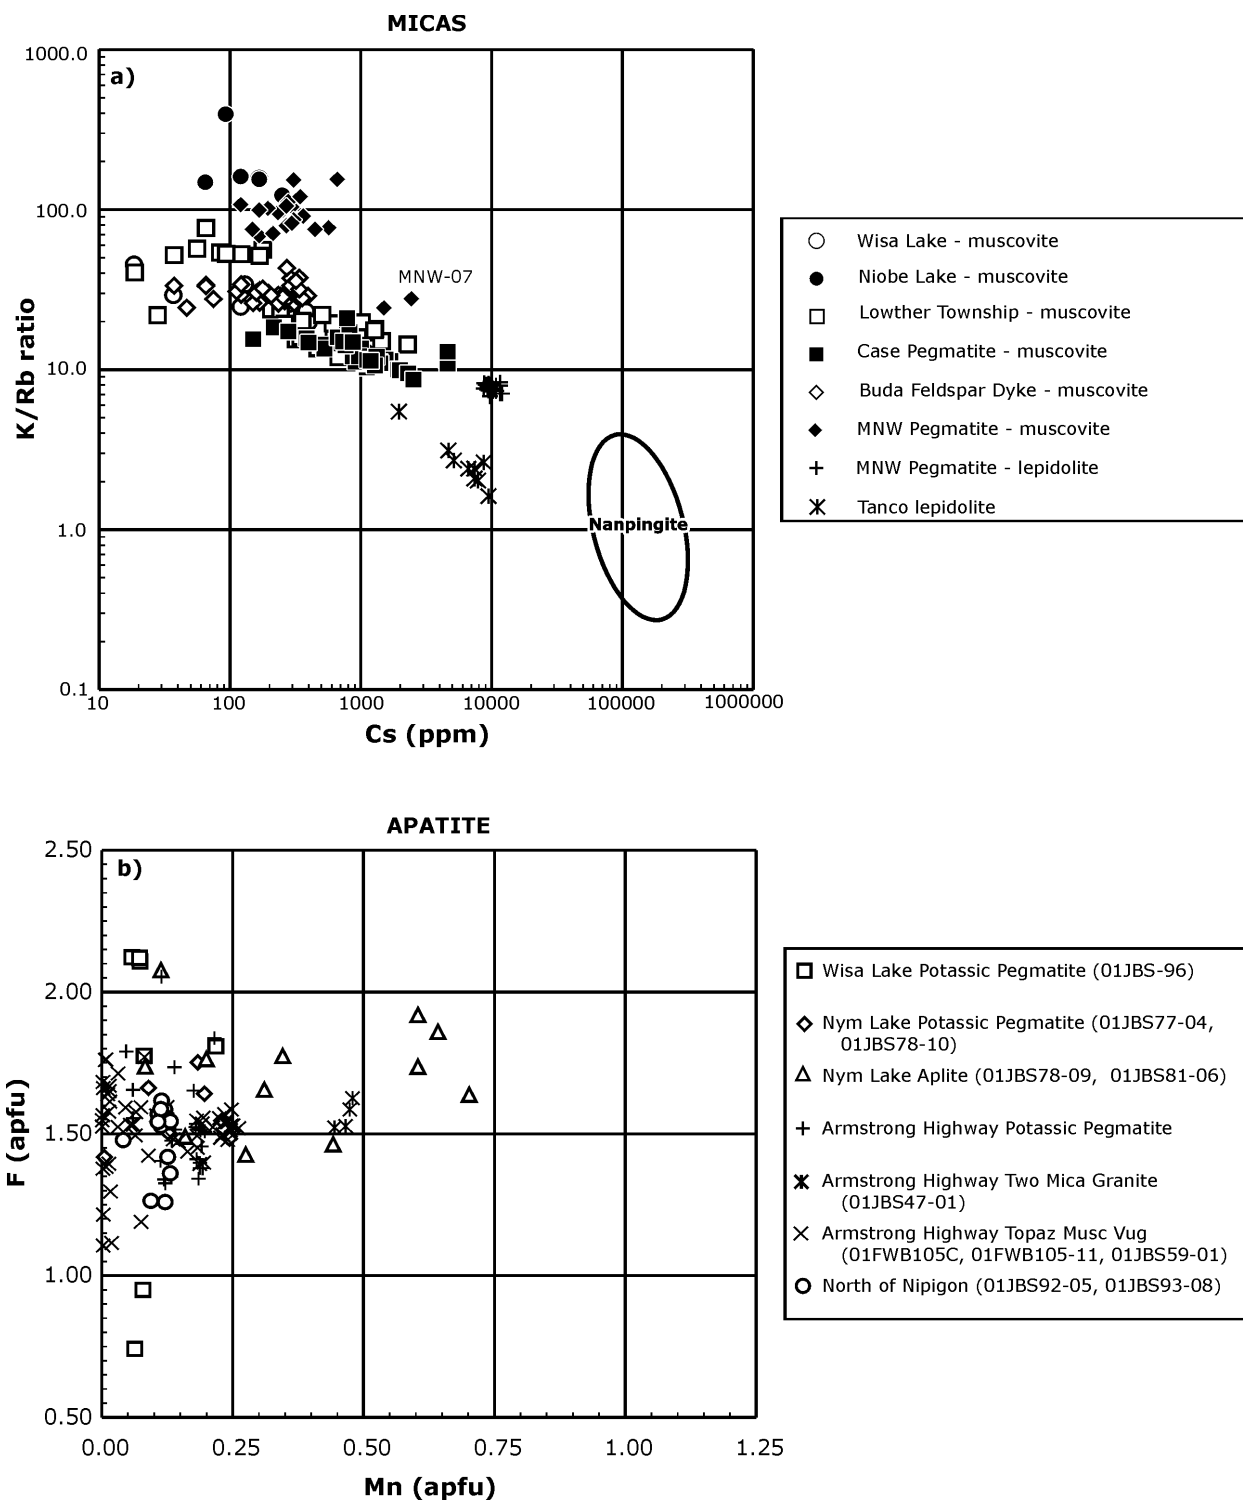 MICAS
a)
1000.0
100.0
10.0
1.0
0.1
K/Rb ratio
MNW-07
Nanpingite
10 100 1000 10000 100000 1000000
Cs (ppm)
Wisa Lake - muscovite
Niobe Lake - muscovite
Lowther Township - muscovite
Case Pegmatite - muscovite
Buda Feldspar Dyke - muscovite
MNW Pegmatite - muscovite
MNW Pegmatite - lepidolite
Tanco lepidolite
APATITE
b)
2.50
2.00
1.50
1.00
0.50
F (apfu)
0.00 0.25 0.50 0.75 1.00 1.25
Mn (apfu)
Wisa Lake Potassic Pegmatite (01JBS-96)
Nym Lake Potassic Pegmatite (01JBS77-04,
01JBS78-10)
Nym Lake Aplite (01JBS78-09, 01JBS81-06)
Armstrong Highway Potassic Pegmatite
Armstrong Highway Two Mica Granite
(01JBS47-01)
Armstrong Highway Topaz Musc Vug
(01FWB105C, 01FWB105-11, 01JBS59-01)
North of Nipigon (01JBS92-05, 01JBS93-08)